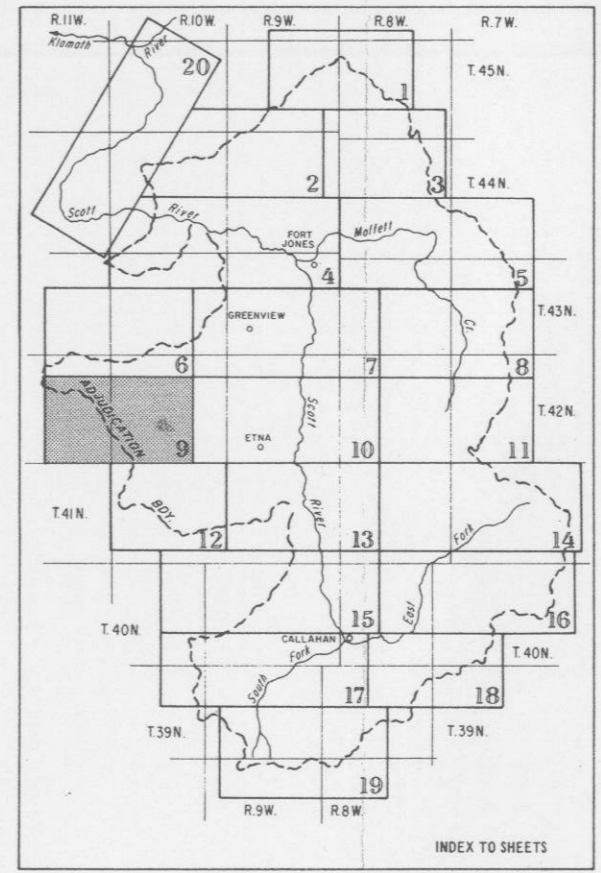 R.11W.
R.10W.
R.9W.
R.8W.
R.7W.
Klamath
River
20
T.45N.
1
2
3
T.44N.
Scott
River
FORT
JONES
Moffett
4
5
T.43N.
GREENVIEW
Cr.
6
7
8
ADJUDICATION
Scott
T.42N.
ETNA
9
10
11
T.41N.
BDY.
River
Fork
12
13
14
East
15
16
T.40N.
CALLAHAN
Fork
T.40N.
South
17
18
T.39N.
T.39N.
19
R.9W.
R.8W.
INDEX TO SHEETS